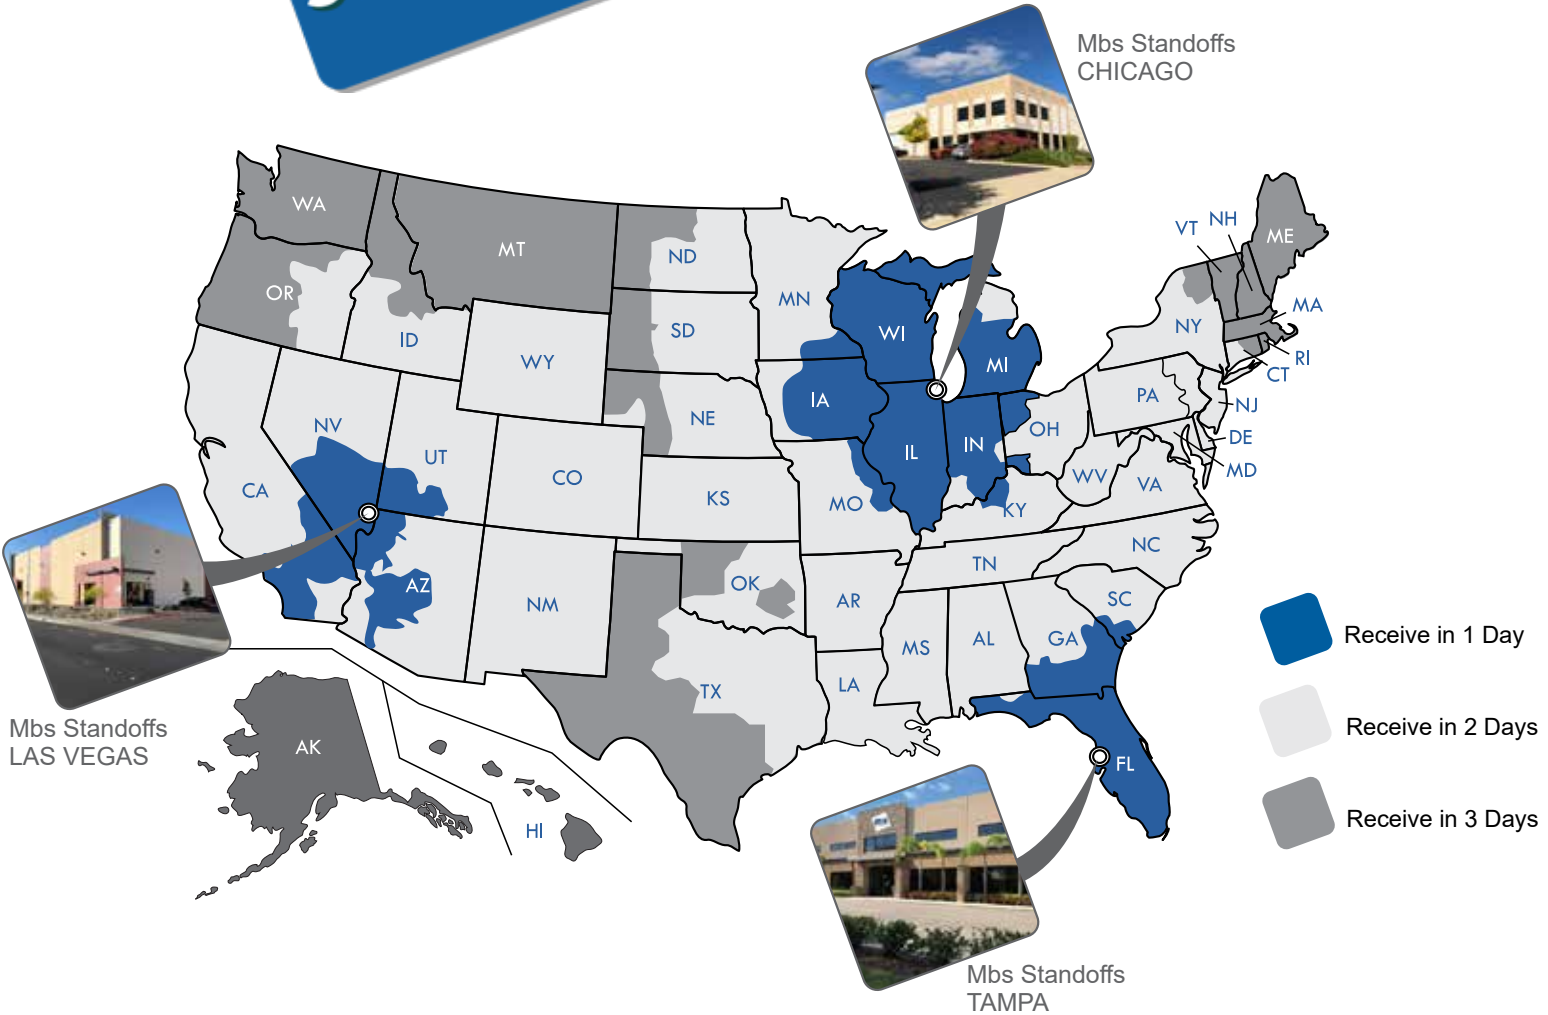 Mbs Standoffs
CHICAGO
WA
MT
ND
MN
VT
NH
ME
OR
ID
SD
WI
MI
NY
MA
RI
CT
WY
NE
IA
IL
IN
OH
PA
NJ
DE
MD
NV
UT
CO
KS
MO
KY
WV
VA
CA
AZ
NM
OK
AR
TN
NC
SC
MS
AL
GA
TX
LA
FL
AK
HI
Mbs Standoffs
LAS VEGAS
Mbs Standoffs
TAMPA
Receive in 1 Day
Receive in 2 Days
Receive in 3 Days